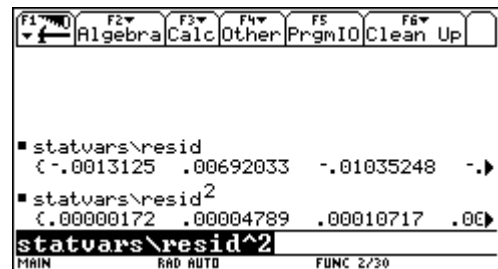 F1 F2 F3 F4 F5 F6
Algebra Calc Other PrgmIO Clean Up
▪ statvars\resid
{-.0013125 .00692033 -.01035248 -.▶
▪ statvars\resid²
{.00000172 .00004789 .00010717 .00▶
statvars\resid^2
MAIN RAD AUTO FUNC 2/30